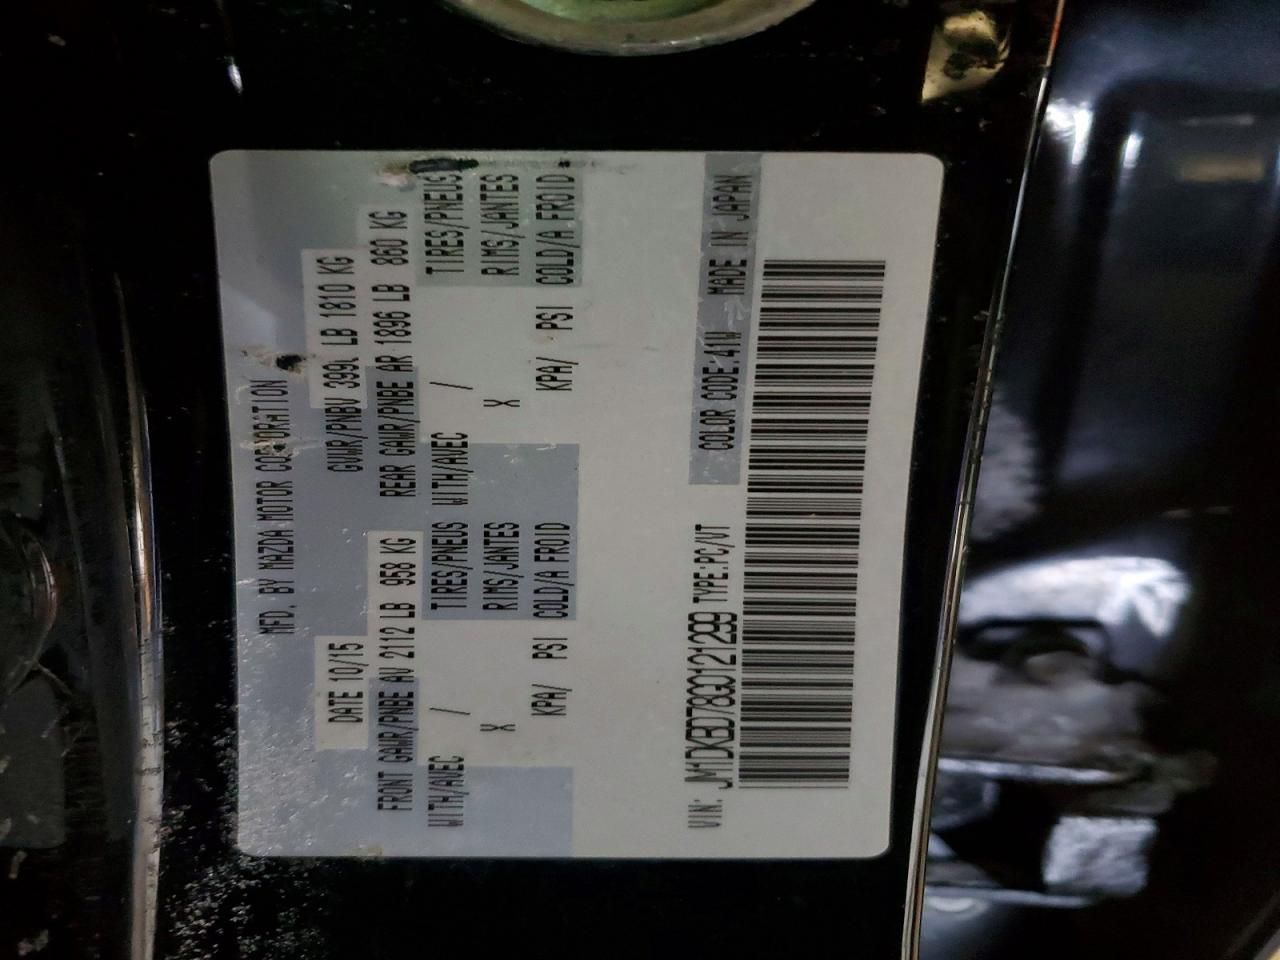 MFD. BY MAZDA MOTOR CORPORATION
DATE 10/15 GVWR/PNBV LB 1810 KG
FRONT GAWR/PNBE AV 2112 LB 958 KG REAR GAWR/PNBE AR 1896 LB 860 KG
WITH/AVEC / TIRES/PNEUS WITH/AVEC / TIRES/PNEUS
X RIMS/JANTES X RIMS/JANTES
KPA/ PSI COLD/A FROID KPA/ PSI COLD/A FROID
VIN: JM1DKBD78G0121299 TYPE:PC/VT COLOR CODE:41W MADE IN JAPAN